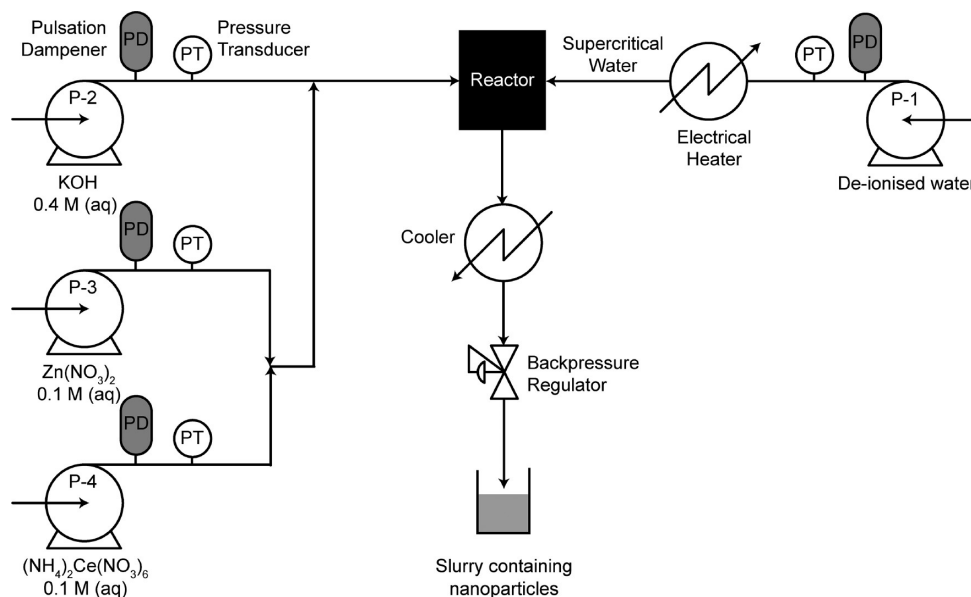 Pulsation
Dampener
PD
PT
Pressure
Transducer
P-2
KOH
0.4 M (aq)
PD
PT
P-3
Zn(NO3)2
0.1 M (aq)
PD
PT
P-4
(NH4)2Ce(NO3)6
0.1 M (aq)
Reactor
Supercritical
Water
Electrical
Heater
PT
PD
P-1
De-ionised water
Cooler
Backpressure
Regulator
Slurry containing
nanoparticles